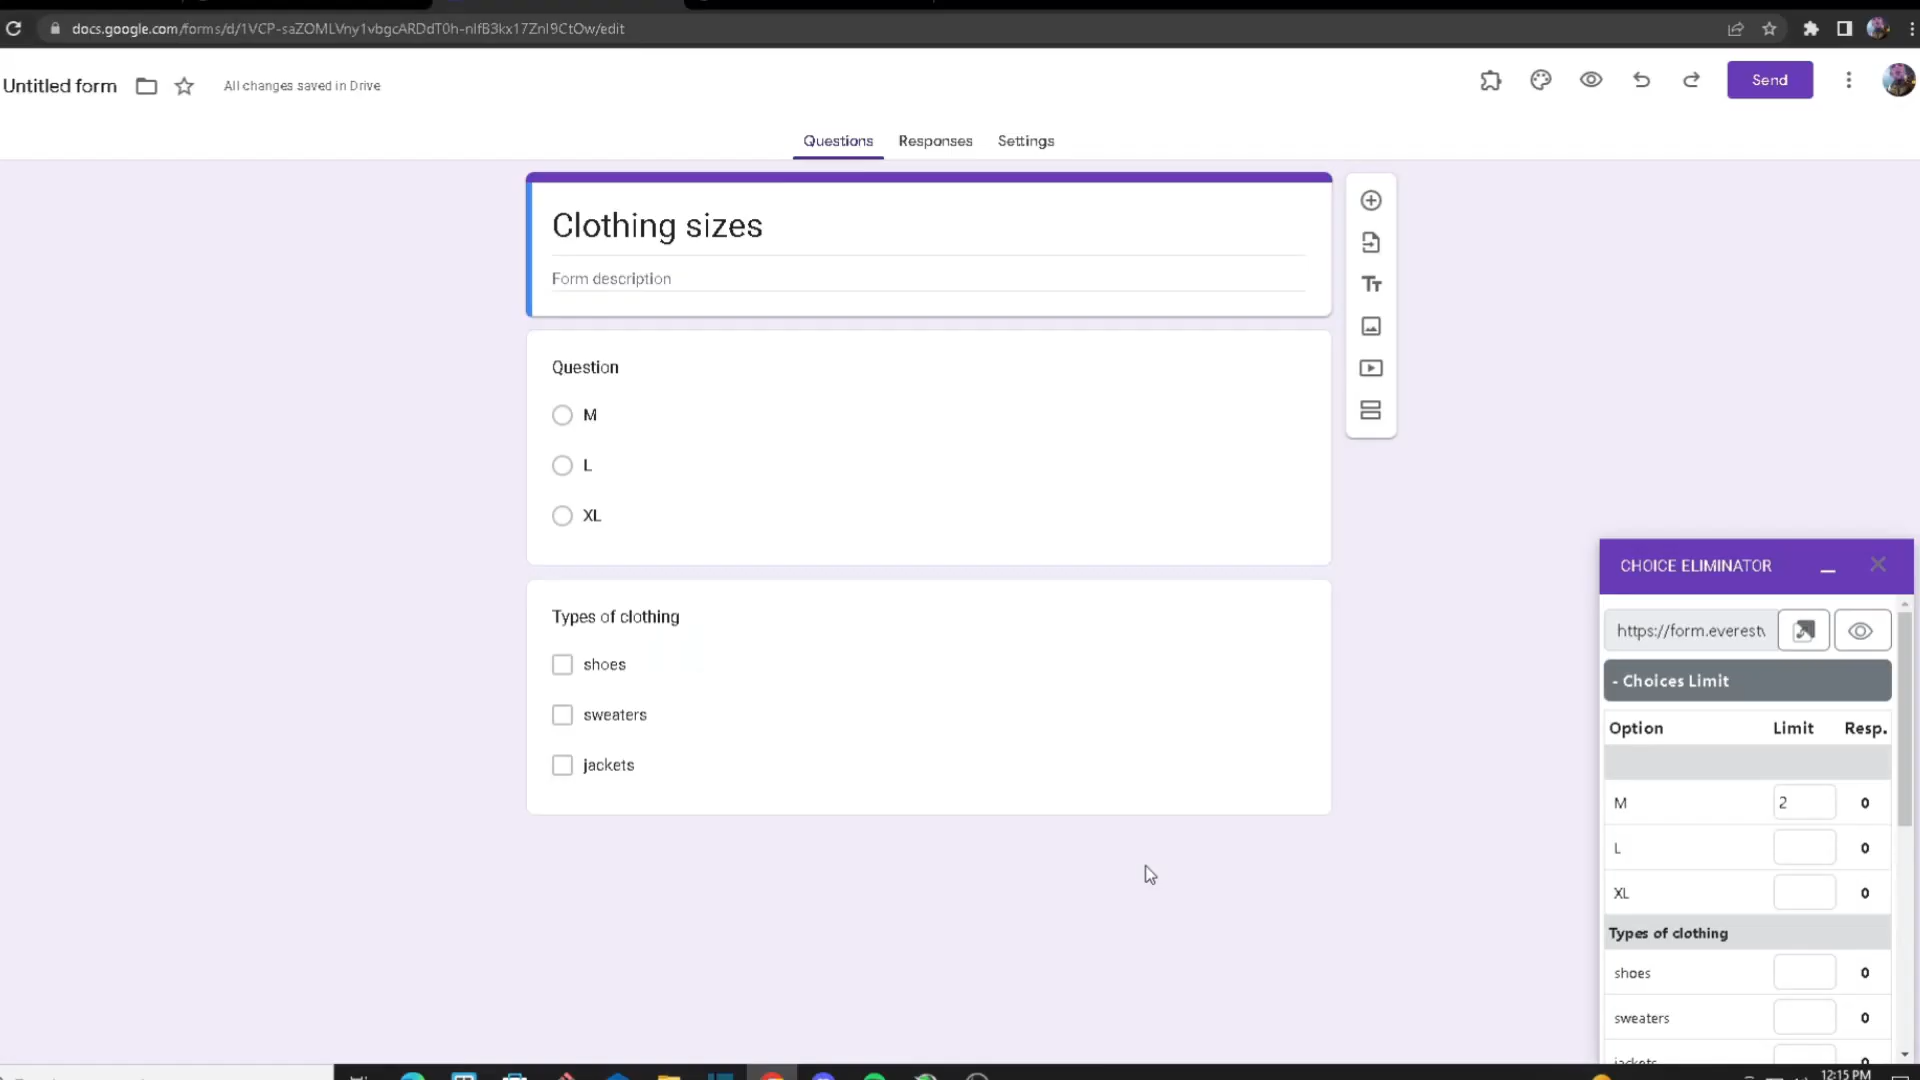 docs.google.com/forms/d/1VCP-saZOMLVny1vbgcARDdT0h-nIfB3kx17ZnI9CtOw/edit
Untitled form
All changes saved in Drive
Send
Questions
Responses
Settings
Clothing sizes
Form description
Question
M
L
XL
Types of clothing
shoes
sweaters
jackets
CHOICE ELIMINATOR
https://form.everest
- Choices Limit
Option Limit Resp.
M 2 0
L 0
XL 0
Types of clothing
shoes 0
sweaters 0
jackets 0
12:15 PM